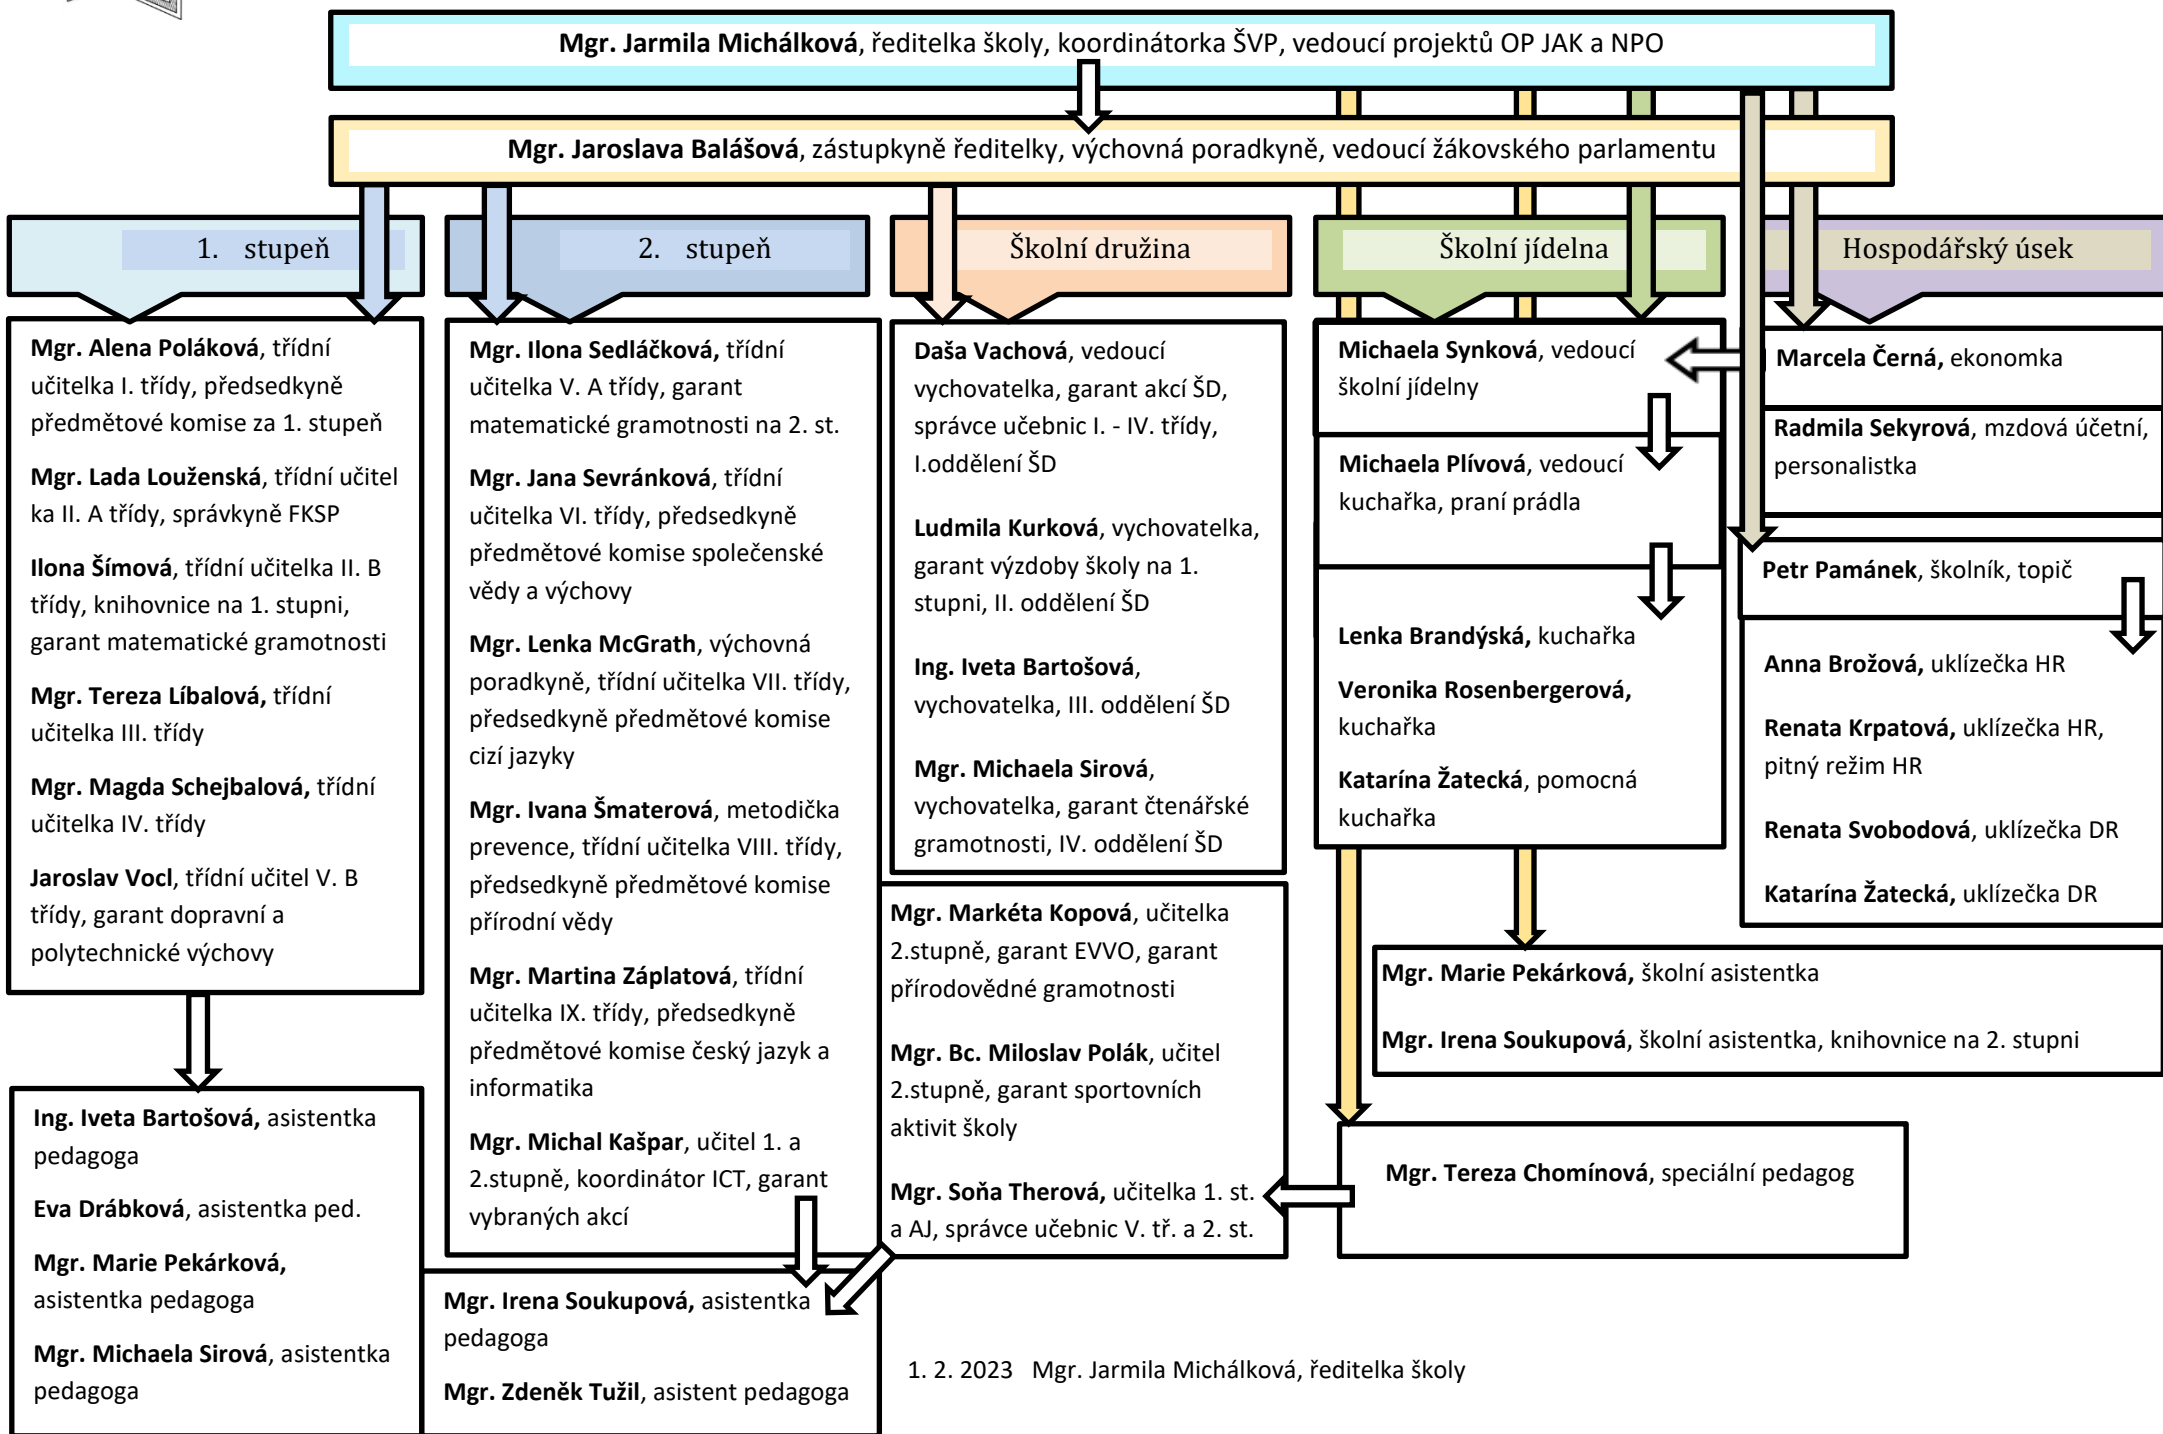 Mgr. Jarmila Michálková, ředitelka školy, koordinátorka ŠVP, vedoucí projektů OP JAK a NPO
Mgr. Jaroslava Balášová, zástupkyně ředitelky, výchovná poradkyně, vedoucí žákovského parlamentu
1. stupeň
2. stupeň
Školní družina
Školní jídelna
Hospodářský úsek
Mgr. Alena Poláková, třídní
učitelka I. třídy, předsedkyně
předmětové komise za 1. stupeň
Mgr. Lada Louženská, třídní učitel
ka II. A třídy, správkyně FKSP
Ilona Šímová, třídní učitelka II. B
třídy, knihovnice na 1. stupni,
garant matematické gramotnosti
Mgr. Tereza Líbalová, třídní
učitelka III. třídy
Mgr. Magda Schejbalová, třídní
učitelka IV. třídy
Jaroslav Vocl, třídní učitel V. B
třídy, garant dopravní a
polytechnické výchovy
Ing. Iveta Bartošová, asistentka
pedagoga
Eva Drábková, asistentka ped.
Mgr. Marie Pekárková,
asistentka pedagoga
Mgr. Michaela Sirová, asistentka
pedagoga
Mgr. Ilona Sedláčková, třídní
učitelka V. A třídy, garant
matematické gramotnosti na 2. st.
Mgr. Jana Sevránková, třídní
učitelka VI. třídy, předsedkyně
předmětové komise společenské
vědy a výchovy
Mgr. Lenka McGrath, výchovná
poradkyně, třídní učitelka VII. třídy,
předsedkyně předmětové komise
cizí jazyky
Mgr. Ivana Šmaterová, metodička
prevence, třídní učitelka VIII. třídy,
předsedkyně předmětové komise
přírodní vědy
Mgr. Martina Záplatová, třídní
učitelka IX. třídy, předsedkyně
předmětové komise český jazyk a
informatika
Mgr. Michal Kašpar, učitel 1. a
2.stupně, koordinátor ICT, garant
vybraných akcí
Mgr. Irena Soukupová, asistentka
pedagoga
Mgr. Zdeněk Tužil, asistent pedagoga
Daša Vachová, vedoucí
vychovatelka, garant akcí ŠD,
správce učebnic I. - IV. třídy,
I.oddělení ŠD
Ludmila Kurková, vychovatelka,
garant výzdoby školy na 1.
stupni, II. oddělení ŠD
Ing. Iveta Bartošová,
vychovatelka, III. oddělení ŠD
Mgr. Michaela Sirová,
vychovatelka, garant čtenářské
gramotnosti, IV. oddělení ŠD
Mgr. Markéta Kopová, učitelka
2.stupně, garant EVVO, garant
přírodovědné gramotnosti
Mgr. Bc. Miloslav Polák, učitel
2.stupně, garant sportovních
aktivit školy
Mgr. Soňa Therová, učitelka 1. st.
a AJ, správce učebnic V. tř. a 2. st.
Michaela Synková, vedoucí
školní jídelny
Michaela Plívová, vedoucí
kuchařka, praní prádla
Lenka Brandýská, kuchařka
Veronika Rosenbergerová,
kuchařka
Katarína Žatecká, pomocná
kuchařka
Marcela Černá, ekonomka
Radmila Sekyrová, mzdová účetní,
personalistka
Petr Pamánek, školník, topič
Anna Brožová, uklízečka HR
Renata Krpatová, uklízečka HR,
pitný režim HR
Renata Svobodová, uklízečka DR
Katarína Žatecká, uklízečka DR
Mgr. Marie Pekárková, školní asistentka
Mgr. Irena Soukupová, školní asistentka, knihovnice na 2. stupni
Mgr. Tereza Chomínová, speciální pedagog
1. 2. 2023 Mgr. Jarmila Michálková, ředitelka školy